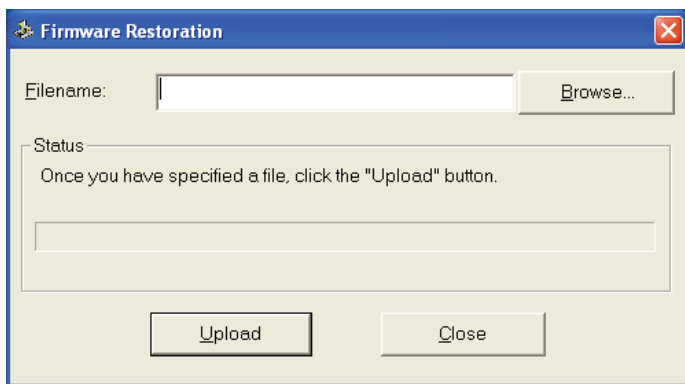 Firmware Restoration
Filename:
Browse...
Status
Once you have specified a file, click the "Upload" button.
Upload
Close